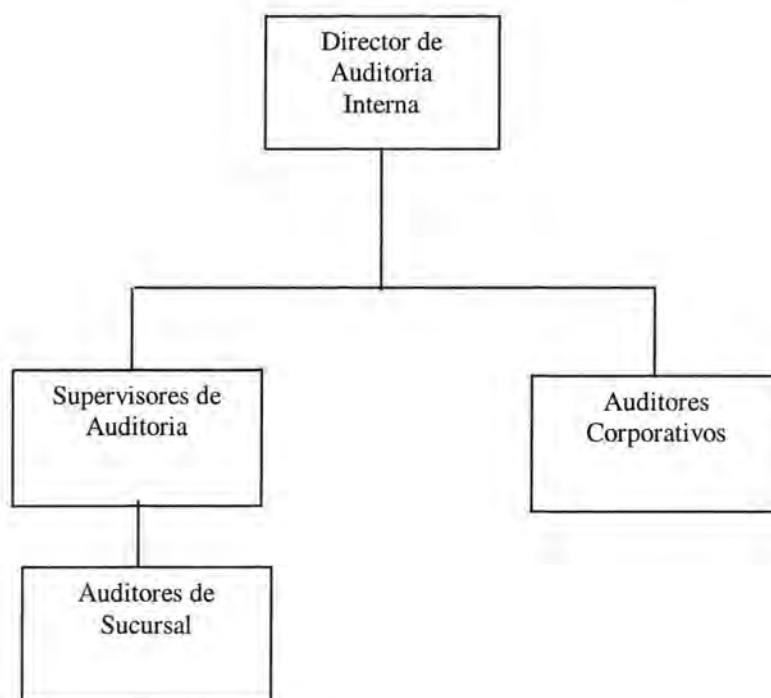 Director de
Auditoria
Interna
Supervisores de
Auditoria
Auditores
Corporativos
Auditores de
Sucursal